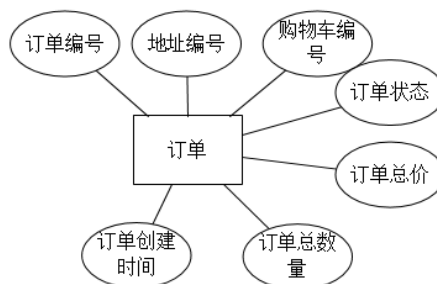 订单编号
地址编号
购物车编
号
订单状态
订单
订单总价
订单创建
时间
订单总数
量